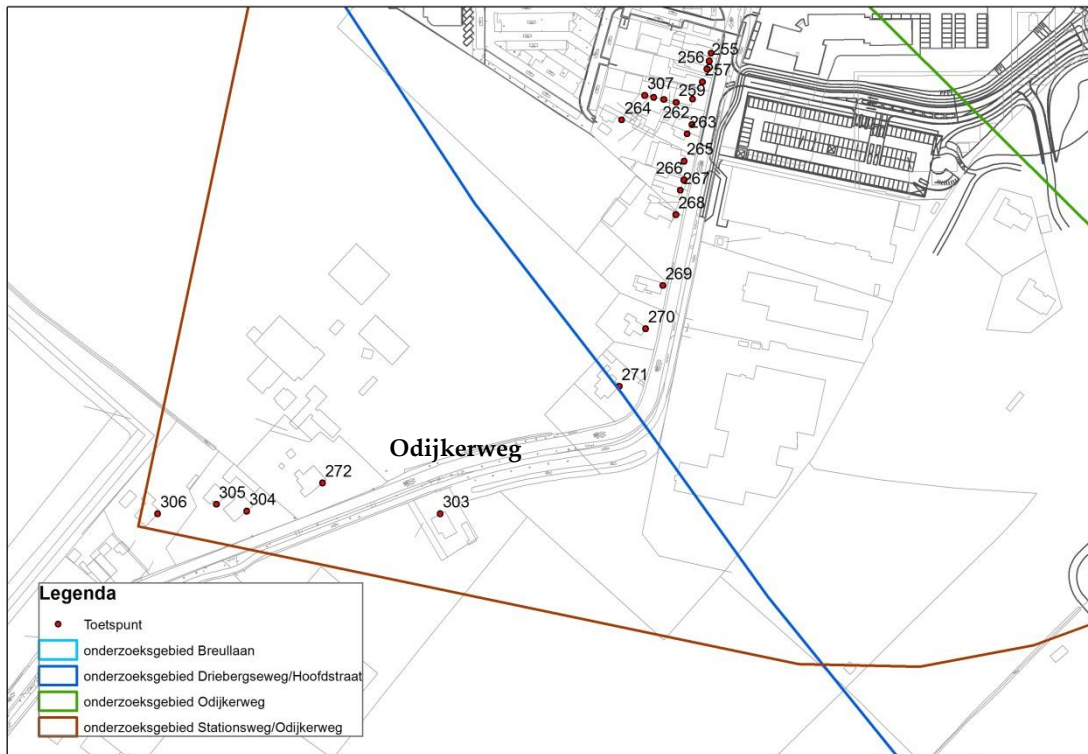 255
256
257
307
259
264
262
263
265
266
267
268
269
270
271
Odijkerweg
272
305
304
306
303
Legenda
Toetspunt
onderzoeksgebied Breullaan
onderzoeksgebied Driebergseweg/Hoofdstraat
onderzoeksgebied Odijkerweg
onderzoeksgebied Stationsweg/Odijkerweg